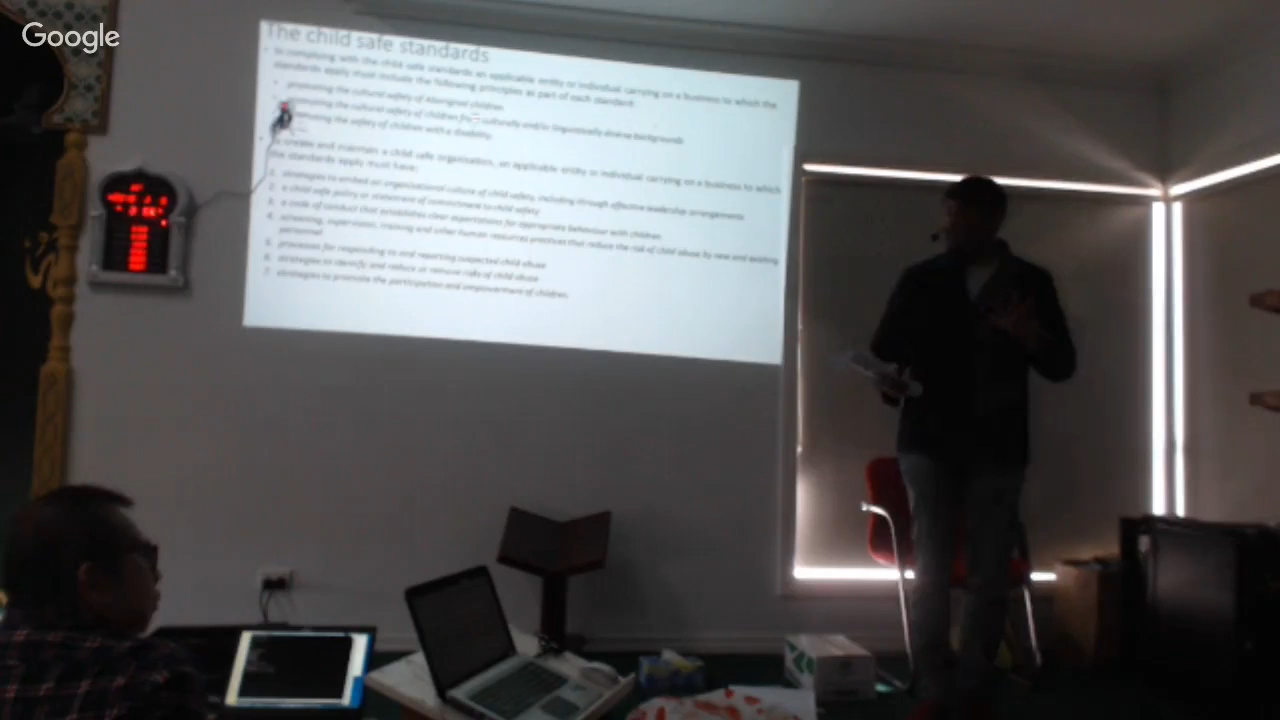 Google
The child safe standards
In complying with the child safe standards an applicable entity or individual carrying on a business to which the
standards apply must include the following principles as part of each standard:
promoting the cultural safety of Aboriginal children
promoting the cultural safety of children from culturally and/or linguistically diverse backgrounds
promoting the safety of children with a disability.
To create and maintain a child safe organisation, an applicable entity or individual carrying on a business to which
the standards apply must have:
1. strategies to embed an organisational culture of child safety, including through effective leadership arrangements
2. a child safe policy or statement of commitment to child safety
3. a code of conduct that establishes clear expectations for appropriate behaviour with children
4. screening, supervision, training and other human resources practices that reduce the risk of child abuse by new and existing
personnel
5. processes for responding to and reporting suspected child abuse
6. strategies to identify and reduce or remove risks of child abuse
7. strategies to promote the participation and empowerment of children.